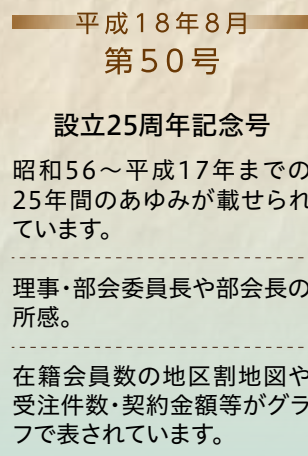 平成18年8月
第50号
設立25周年記念号
昭和56～平成17年までの
25年間のあゆみが載せられ
ています。
理事・部会委員長や部会長の
所感。
在籍会員数の地区割地図や
受注件数・契約金額等がグラ
フで表されています。